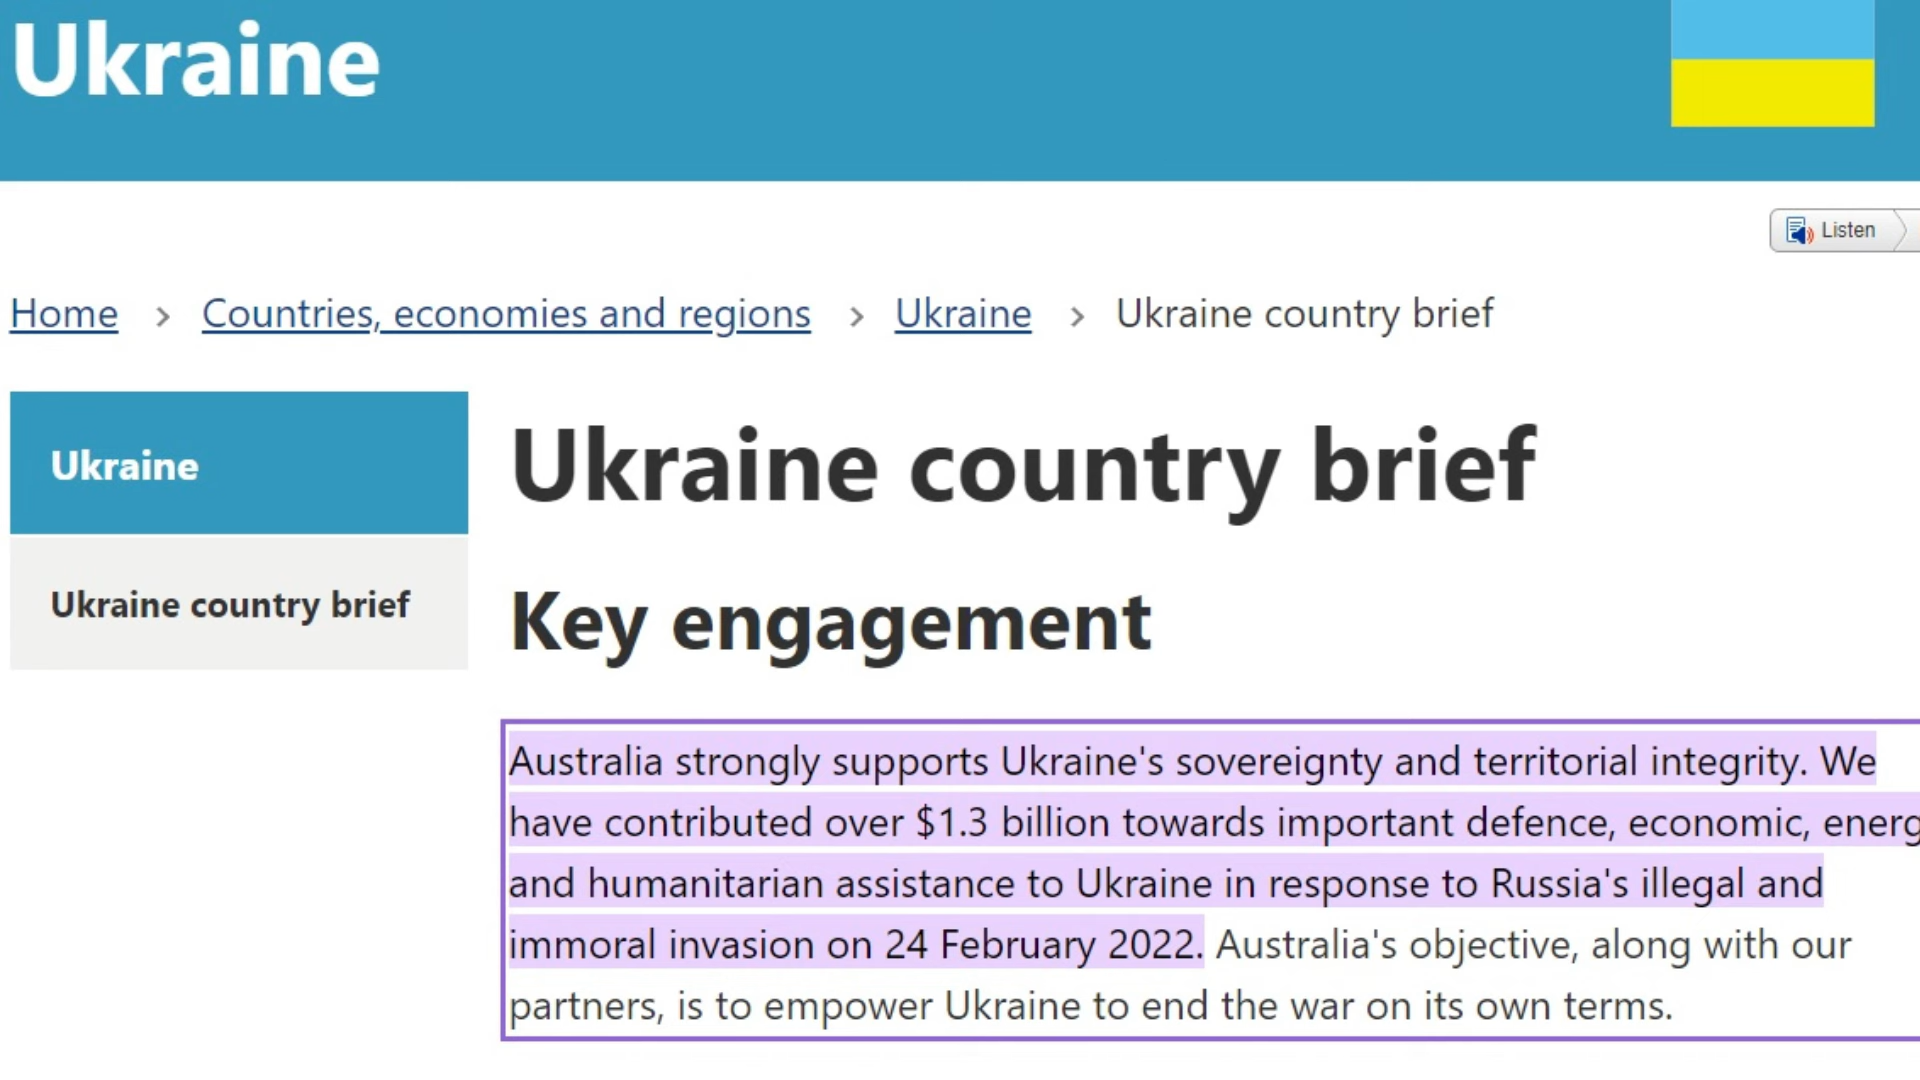 Ukraine
Listen
Home > Countries, economies and regions > Ukraine > Ukraine country brief
Ukraine
Ukraine country brief
Ukraine country brief
Key engagement
Australia strongly supports Ukraine's sovereignty and territorial integrity. We
have contributed over $1.3 billion towards important defence, economic, energ
and humanitarian assistance to Ukraine in response to Russia's illegal and
immoral invasion on 24 February 2022. Australia's objective, along with our
partners, is to empower Ukraine to end the war on its own terms.